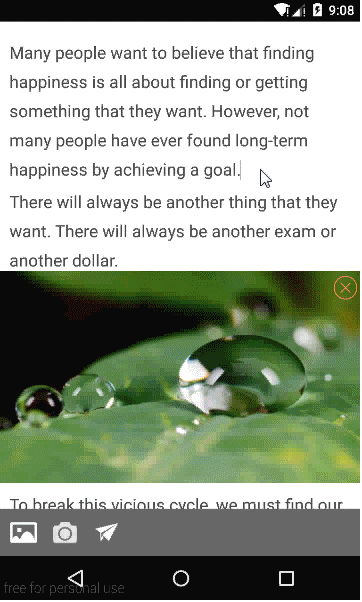 9:08
Many people want to believe that finding
happiness is all about finding or getting
something that they want. However, not
many people have ever found long-term
happiness by achieving a goal.
There will always be another thing that they
want. There will always be another exam or
another dollar.
To break this vicious cycle, we must find our
free for personal use